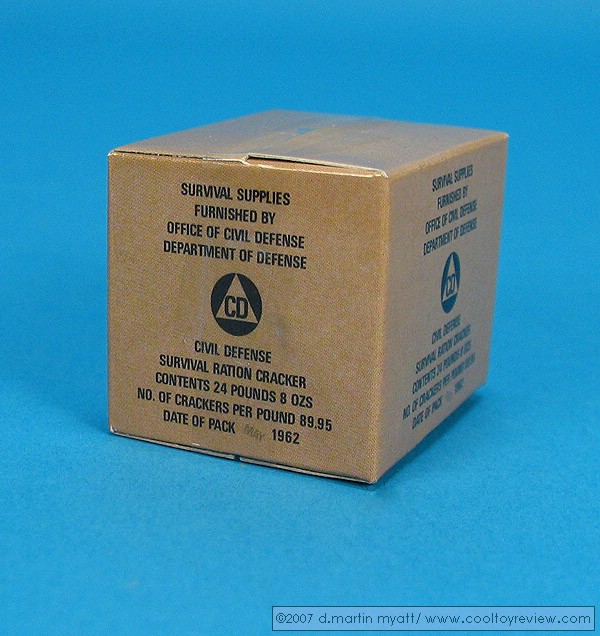 SURVIVAL SUPPLIES
FURNISHED BY
OFFICE OF CIVIL DEFENSE
DEPARTMENT OF DEFENSE
CD
CIVIL DEFENSE
SURVIVAL RATION CRACKER
CONTENTS 24 POUNDS 8 OZS
NO. OF CRACKERS PER POUND 89.95
DATE OF PACK MAY 1962
SURVIVAL SUPPLIES
FURNISHED BY
OFFICE OF CIVIL DEFENSE
DEPARTMENT OF DEFENSE
CD
CIVIL DEFENSE
SURVIVAL RATION CRACKER
CONTENTS 24 POUNDS 8 OZS
NO. OF CRACKERS PER POUND 89.95
DATE OF PACK 1962
©2007 d.martin myatt/ www.cooltoyreview.com